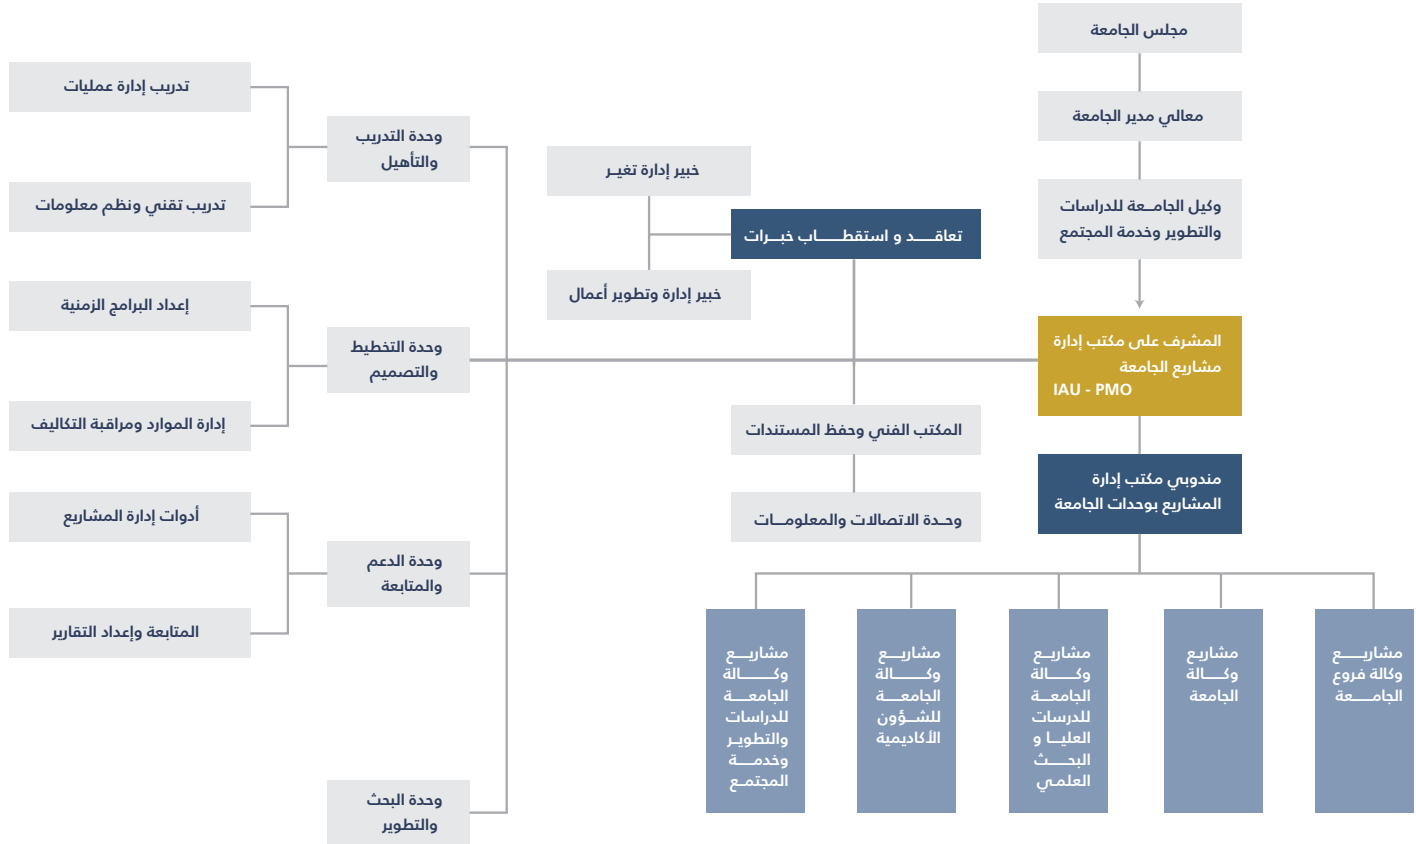 مجلس الجامعة
معالي مدير الجامعة
وكيل الجامعة للدراسات
والتطوير وخدمة المجتمع
المشرف على مكتب إدارة
مشاريع الجامعة
IAU - PMO
مندوبي مكتب إدارة
المشاريع بوحدات الجامعة
مشاريع
وكالة فروع
الجامعة
مشاريع
وكالة
الجامعة
مشاريع
وكالة
الجامعة
للدرسات
العليا و
البحث
العلمي
مشاريع
وكالة
الجامعة
للشؤون
الأكاديمية
مشاريع
وكالة
الجامعة
للدراسات
والتطوير
وخدمة
المجتمع
تعاقد و استقطاب خبرات
خبير إدارة تغير
خبير إدارة وتطوير أعمال
المكتب الفني وحفظ المستندات
وحدة الاتصالات والمعلومات
وحدة التدريب
والتأهيل
تدريب إدارة عمليات
تدريب تقني ونظم معلومات
وحدة التخطيط
والتصميم
إعداد البرامج الزمنية
إدارة الموارد ومراقبة التكاليف
وحدة الدعم
والمتابعة
أدوات إدارة المشاريع
المتابعة وإعداد التقارير
وحدة البحث
والتطوير